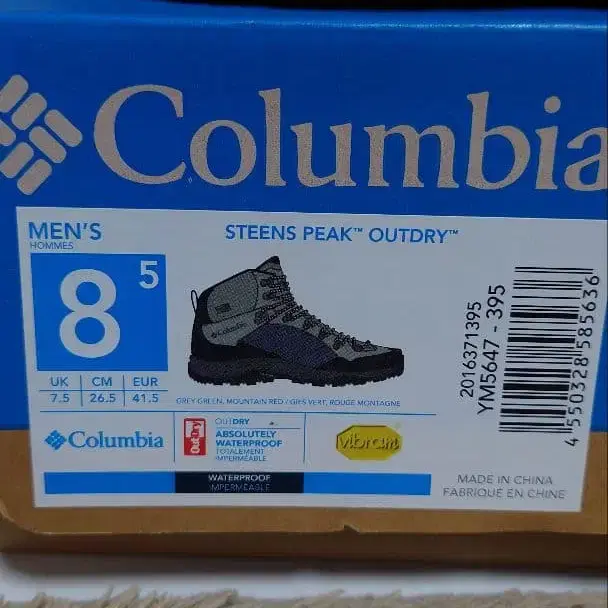 Columbia
MEN'S
HOMMES
STEENS PEAK™ OUTDRY™
8 5
UK CM EUR
7.5 26.5 41.5
Columbia
GREY GREEN, MOUNTAIN RED / GRIS VERT, ROUGE MONTAGNE
Columbia
OutDry
OUTDRY
ABSOLUTELY
WATERPROOF
TOTALEMENT
IMPERMÉABLE
vibram
WATERPROOF
IMPERMÉABLE
2016371395
YM5647 - 395
4 550328 585636
MADE IN CHINA
FABRIQUÉ EN CHINE